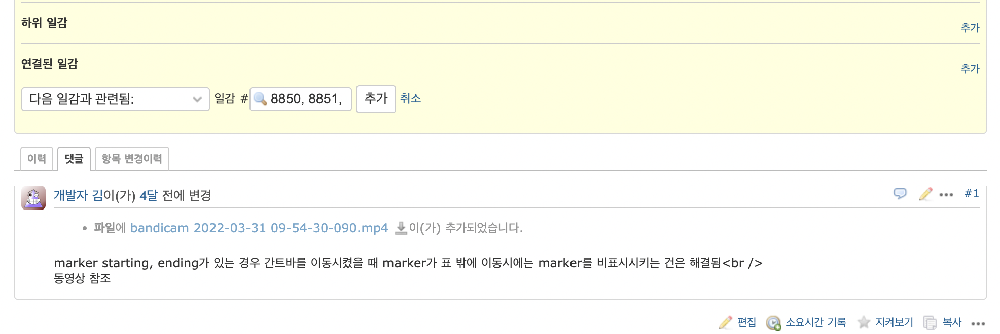 하위 일감
추가
연결된 일감
추가
다음 일감과 관련됨: 일감 # 8850, 8851, 추가 취소
이력 댓글 항목 변경이력
개발자 김이(가) 4달 전에 변경 #1
• 파일에 bandicam 2022-03-31 09-54-30-090.mp4 이(가) 추가되었습니다.
marker starting, ending가 있는 경우 간트바를 이동시켰을 때 marker가 표 밖에 이동시에는 marker를 비표시시키는 건은 해결됨<br />
동영상 참조
편집 소요시간 기록 지켜보기 복사